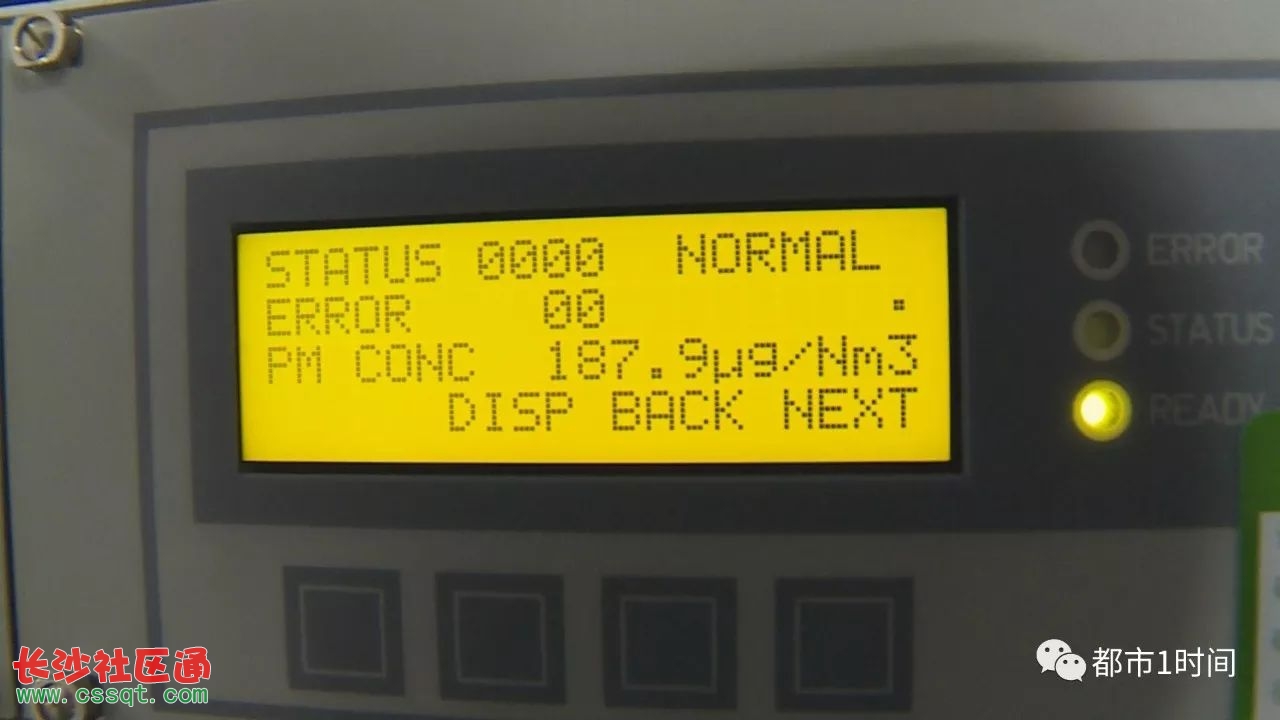 STATUS 0000 NORMAL
ERROR 00 .
PM CONC 187.9μg/Nm3
DISP BACK NEXT
ERROR
STATUS
READY
长沙社区通
www.cssqt.com
都市1时间